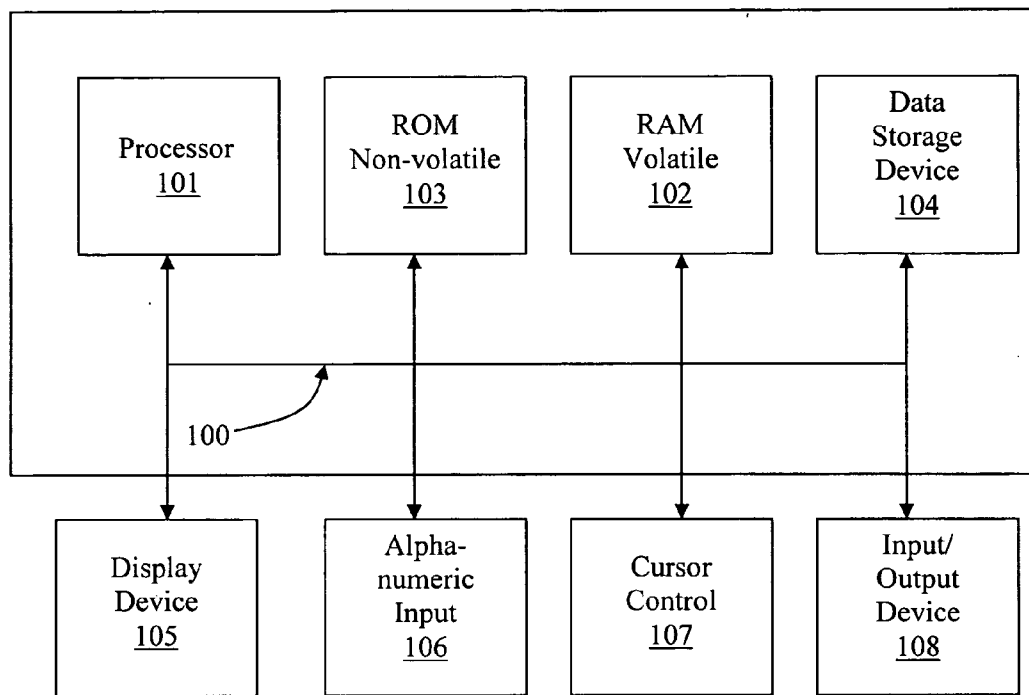 Processor
101
ROM
Non-volatile
103
RAM
Volatile
102
Data
Storage
Device
104
100
Display
Device
105
Alpha-
numeric
Input
106
Cursor
Control
107
Input/
Output
Device
108